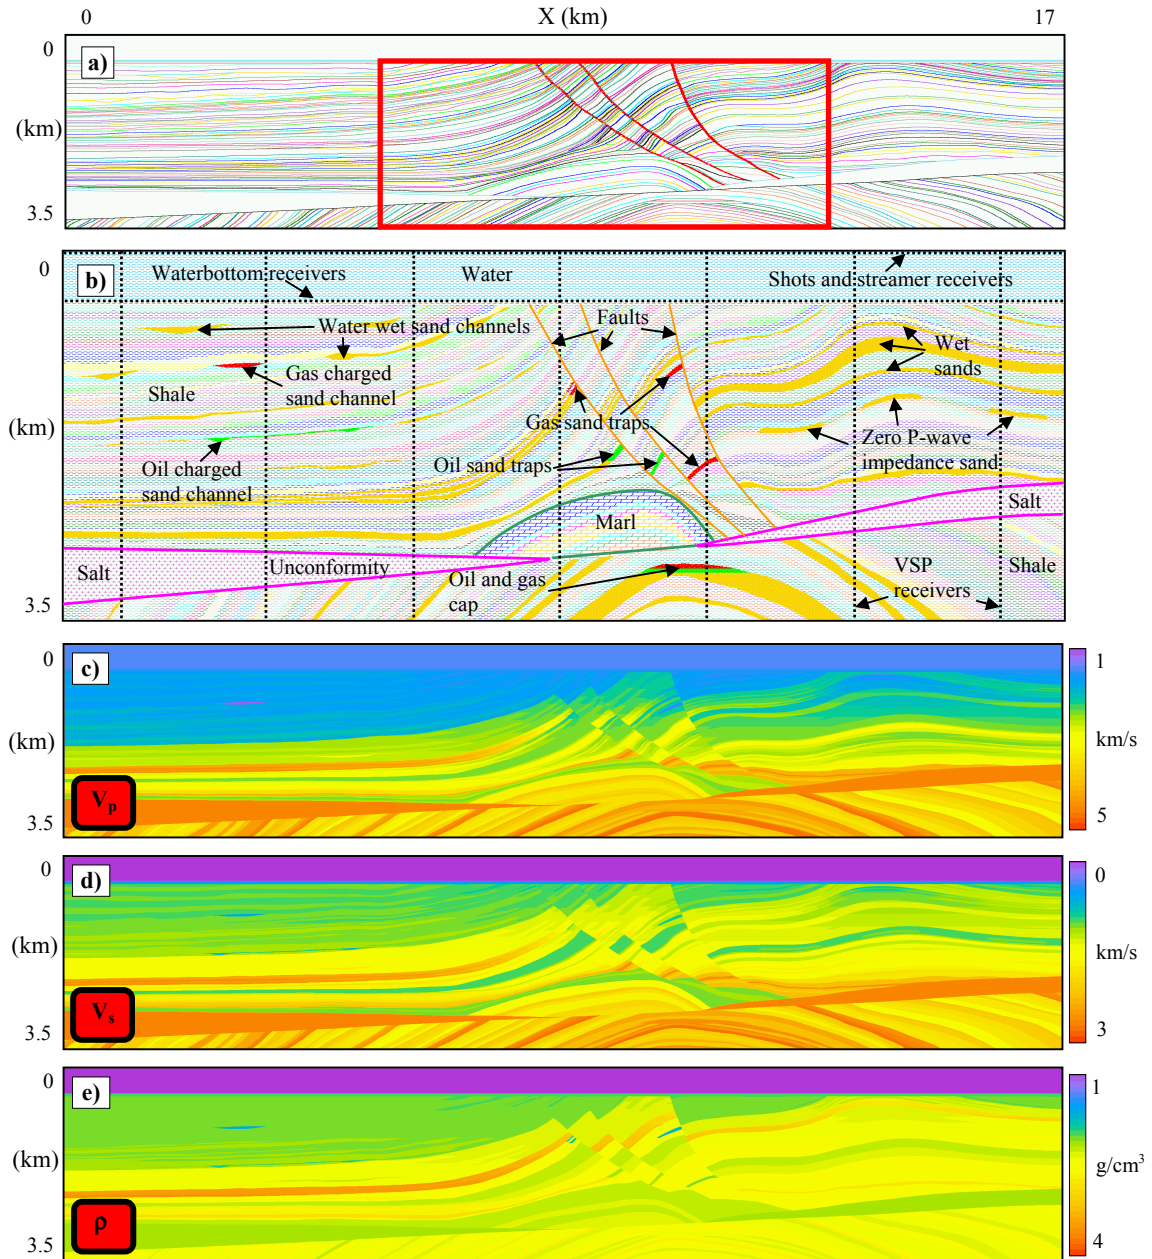 0
X (km)
17
0
a)
(km)
3.5
0
b)
Waterbottom receivers
Water
Shots and streamer receivers
Water wet sand channels
Faults
Wet
sands
Gas charged
sand channel
Shale
Gas sand traps
(km)
Zero P-wave
impedance sand
Oil charged
sand channel
Oil sand traps
Marl
Salt
Salt
Unconformity
Oil and gas
cap
VSP
receivers
Shale
3.5
0
c)
1
(km)
km/s
Vp
3.5
5
0
d)
0
(km)
km/s
Vs
3.5
3
0
e)
1
(km)
g/cm³
ρ
3.5
4